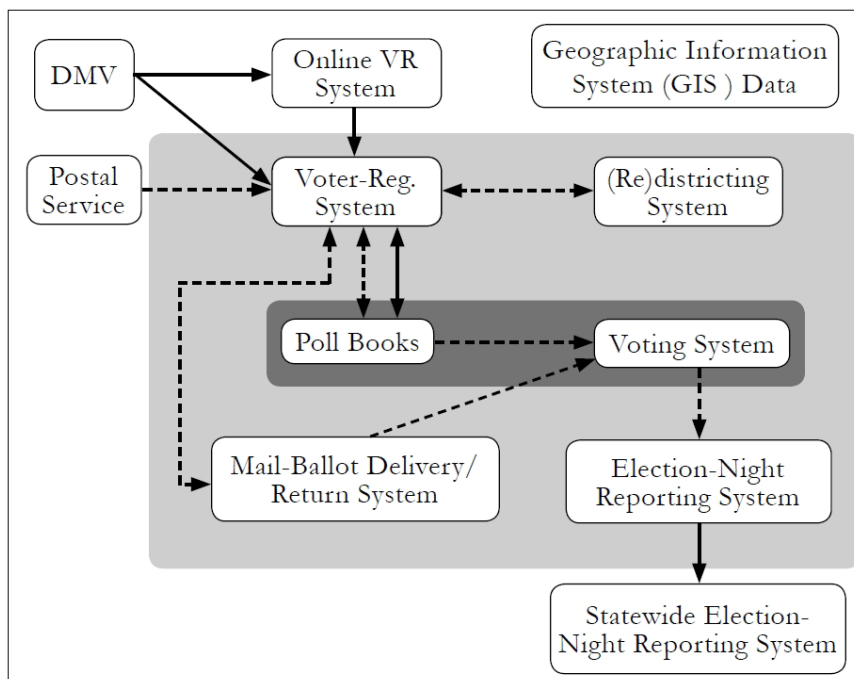 DMV
Online VR
System
Geographic Information
System (GIS ) Data
Postal
Service
Voter-Reg.
System
(Re)districting
System
Poll Books
Voting System
Mail-Ballot Delivery/
Return System
Election-Night
Reporting System
Statewide Election-
Night Reporting System